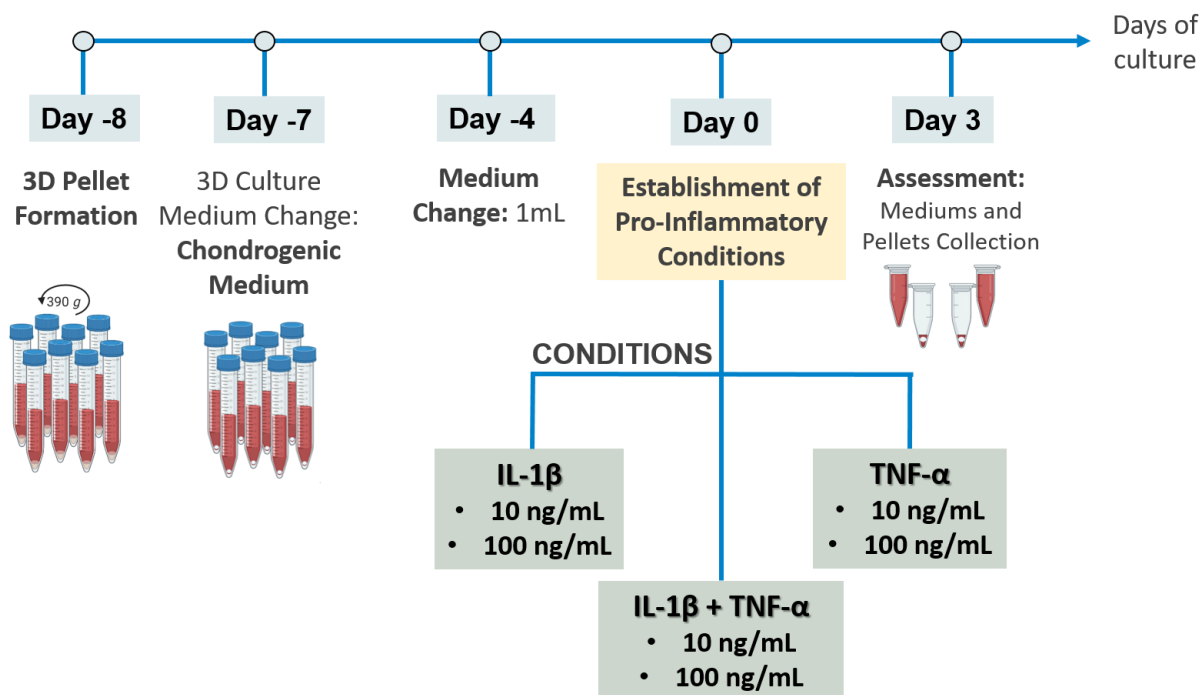 Days of
culture
Day -8
Day -7
Day -4
Day 0
Day 3
3D Pellet
Formation
390 g
3D Culture
Medium Change:
Chondrogenic
Medium
Medium
Change: 1mL
Establishment of
Pro-Inflammatory
Conditions
Assessment:
Mediums and
Pellets Collection
CONDITIONS
IL-1β
• 10 ng/mL
• 100 ng/mL
TNF-α
• 10 ng/mL
• 100 ng/mL
IL-1β + TNF-α
• 10 ng/mL
• 100 ng/mL